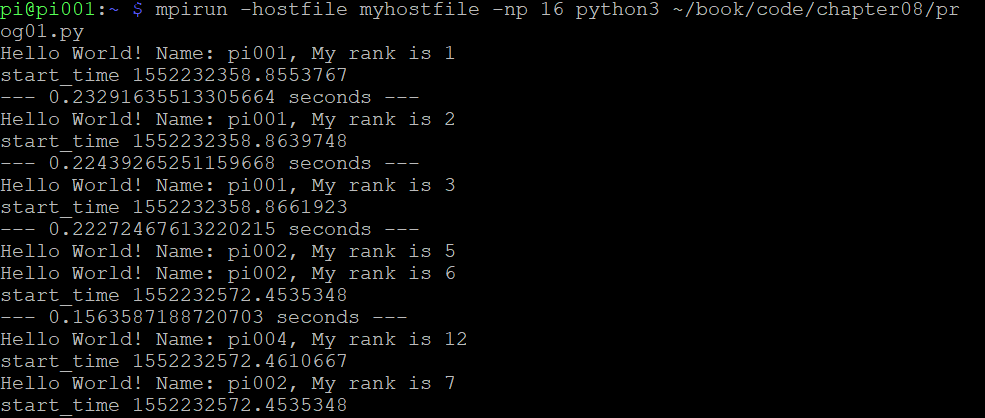 pi@pi001:~ $ mpirun -hostfile myhostfile -np 16 python3 ~/book/code/chapter08/pr
og01.py
Hello World! Name: pi001, My rank is 1
start_time 1552232358.8553767
--- 0.23291635513305664 seconds ---
Hello World! Name: pi001, My rank is 2
start_time 1552232358.8639748
--- 0.22439265251159668 seconds ---
Hello World! Name: pi001, My rank is 3
start_time 1552232358.8661923
--- 0.22272467613220215 seconds ---
Hello World! Name: pi002, My rank is 5
Hello World! Name: pi002, My rank is 6
start_time 1552232572.4535348
--- 0.1563587188720703 seconds ---
Hello World! Name: pi004, My rank is 12
start_time 1552232572.4610667
Hello World! Name: pi002, My rank is 7
start_time 1552232572.4535348